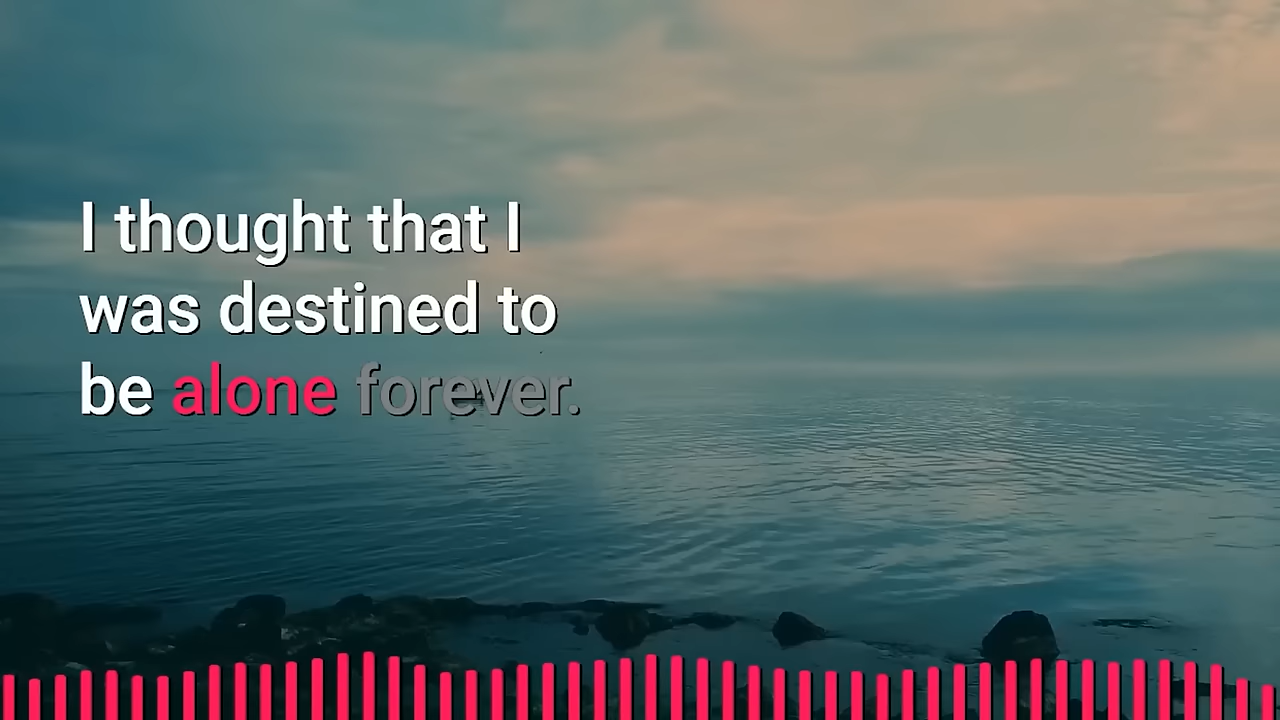 I thought that I
was destined to
be alone forever.